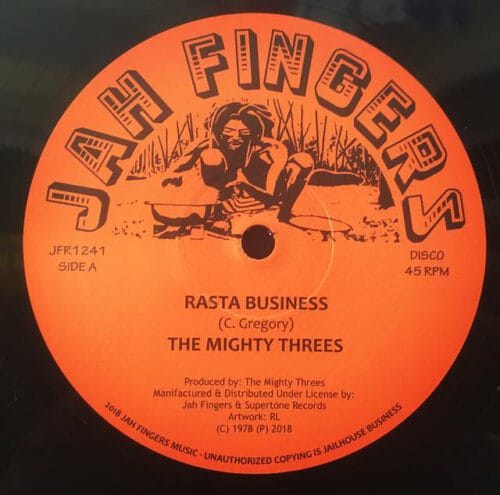 JAH FINGERS
JFR1241
SIDE A
DISCO
45 RPM
RASTA BUSINESS
(C. Gregory)
THE MIGHTY THREES
Produced by: The Mighty Threes
Manifactured & Distributed Under License by:
Jah Fingers & Supertone Records
Artwork: RL
(C) 1978 (P) 2018
2018 JAH FINGERS MUSIC - UNAUTHORIZED COPYING IS JAILHOUSE BUSINESS